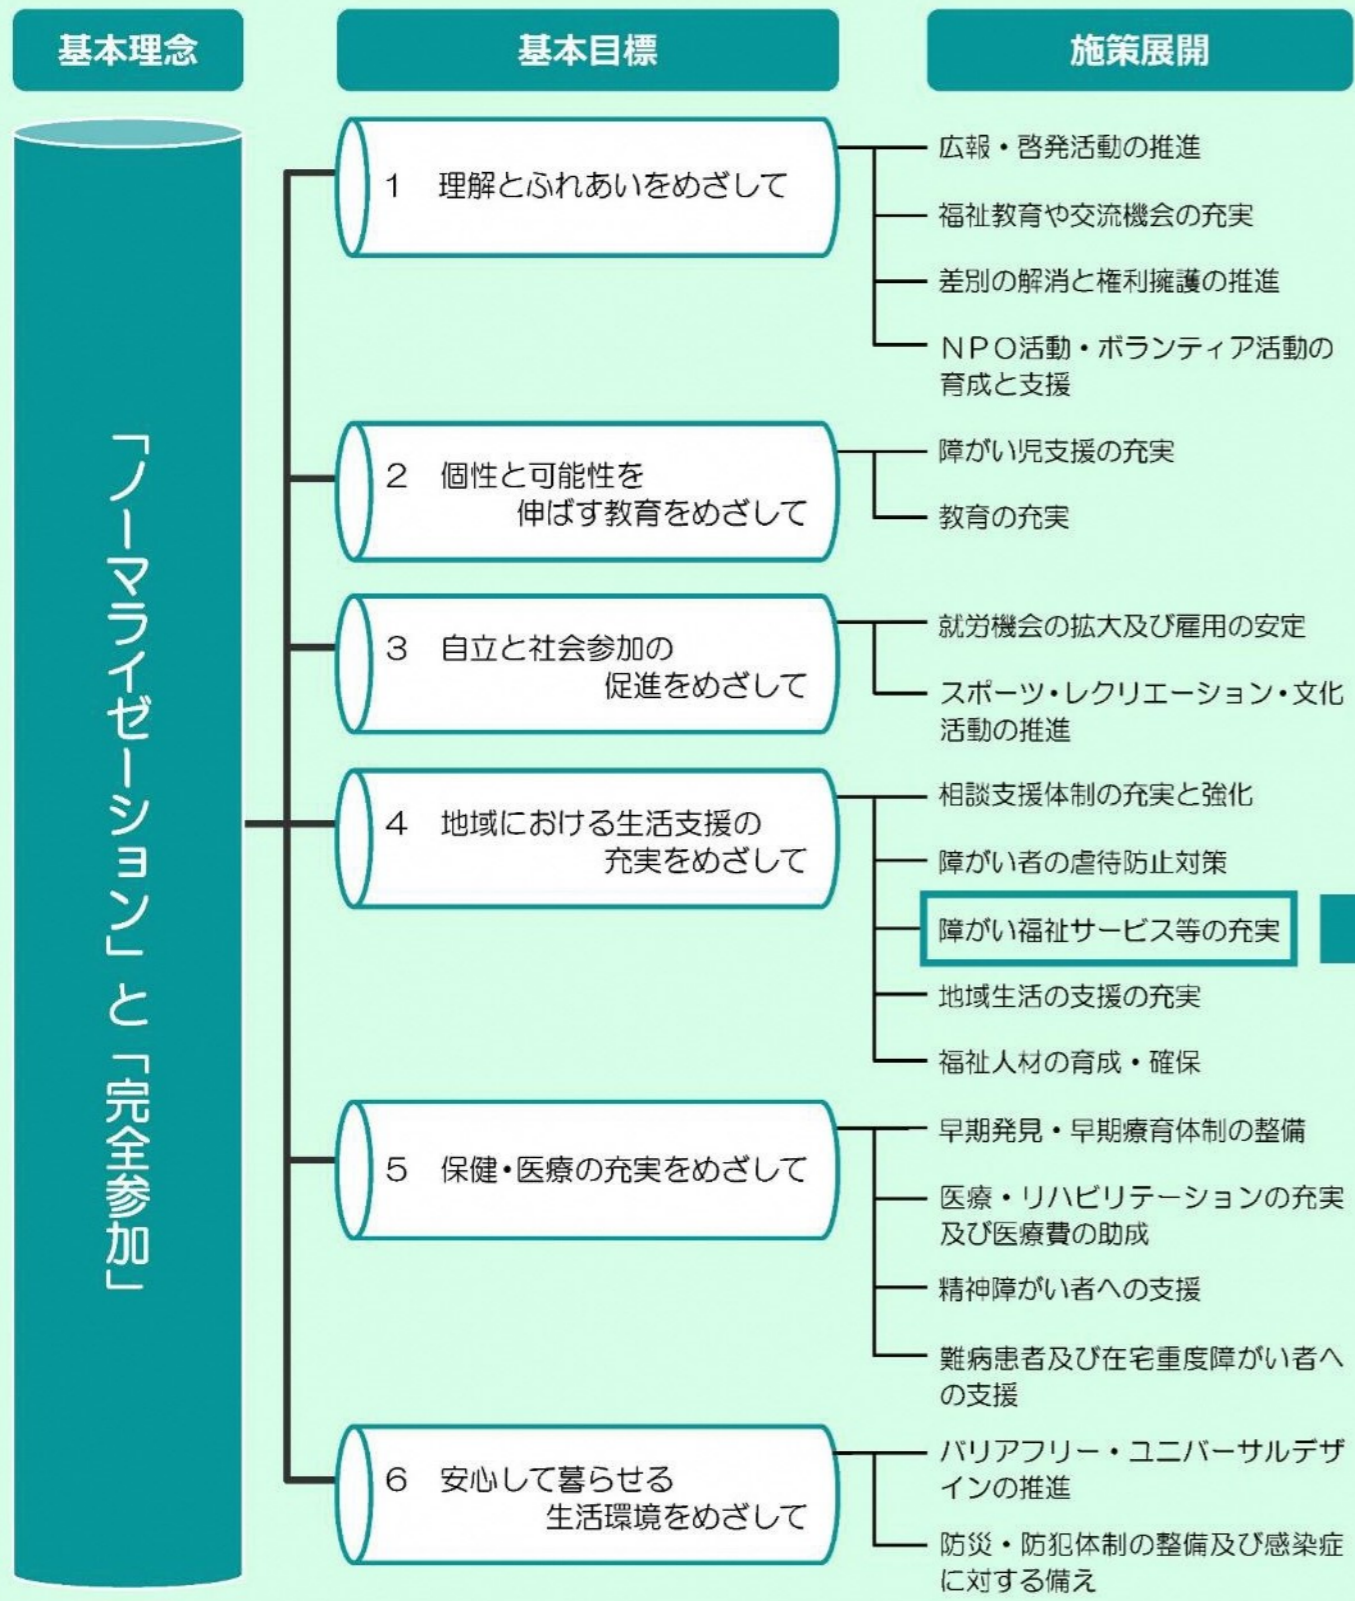 基本理念
基本目標
施策展開
「ノーマライゼーション」と「完全参加」
1 理解とふれあいをめざして
広報・啓発活動の推進
福祉教育や交流機会の充実
差別の解消と権利擁護の推進
ＮＰＯ活動・ボランティア活動の
育成と支援
2 個性と可能性を
伸ばす教育をめざして
障がい児支援の充実
教育の充実
3 自立と社会参加の
促進をめざして
就労機会の拡大及び雇用の安定
スポーツ・レクリエーション・文化
活動の推進
4 地域における生活支援の
充実をめざして
相談支援体制の充実と強化
障がい者の虐待防止対策
障がい福祉サービス等の充実
地域生活の支援の充実
福祉人材の育成・確保
5 保健・医療の充実をめざして
早期発見・早期療育体制の整備
医療・リハビリテーションの充実
及び医療費の助成
精神障がい者への支援
難病患者及び在宅重度障がい者へ
の支援
6 安心して暮らせる
生活環境をめざして
バリアフリー・ユニバーサルデザ
インの推進
防災・防犯体制の整備及び感染症
に対する備え